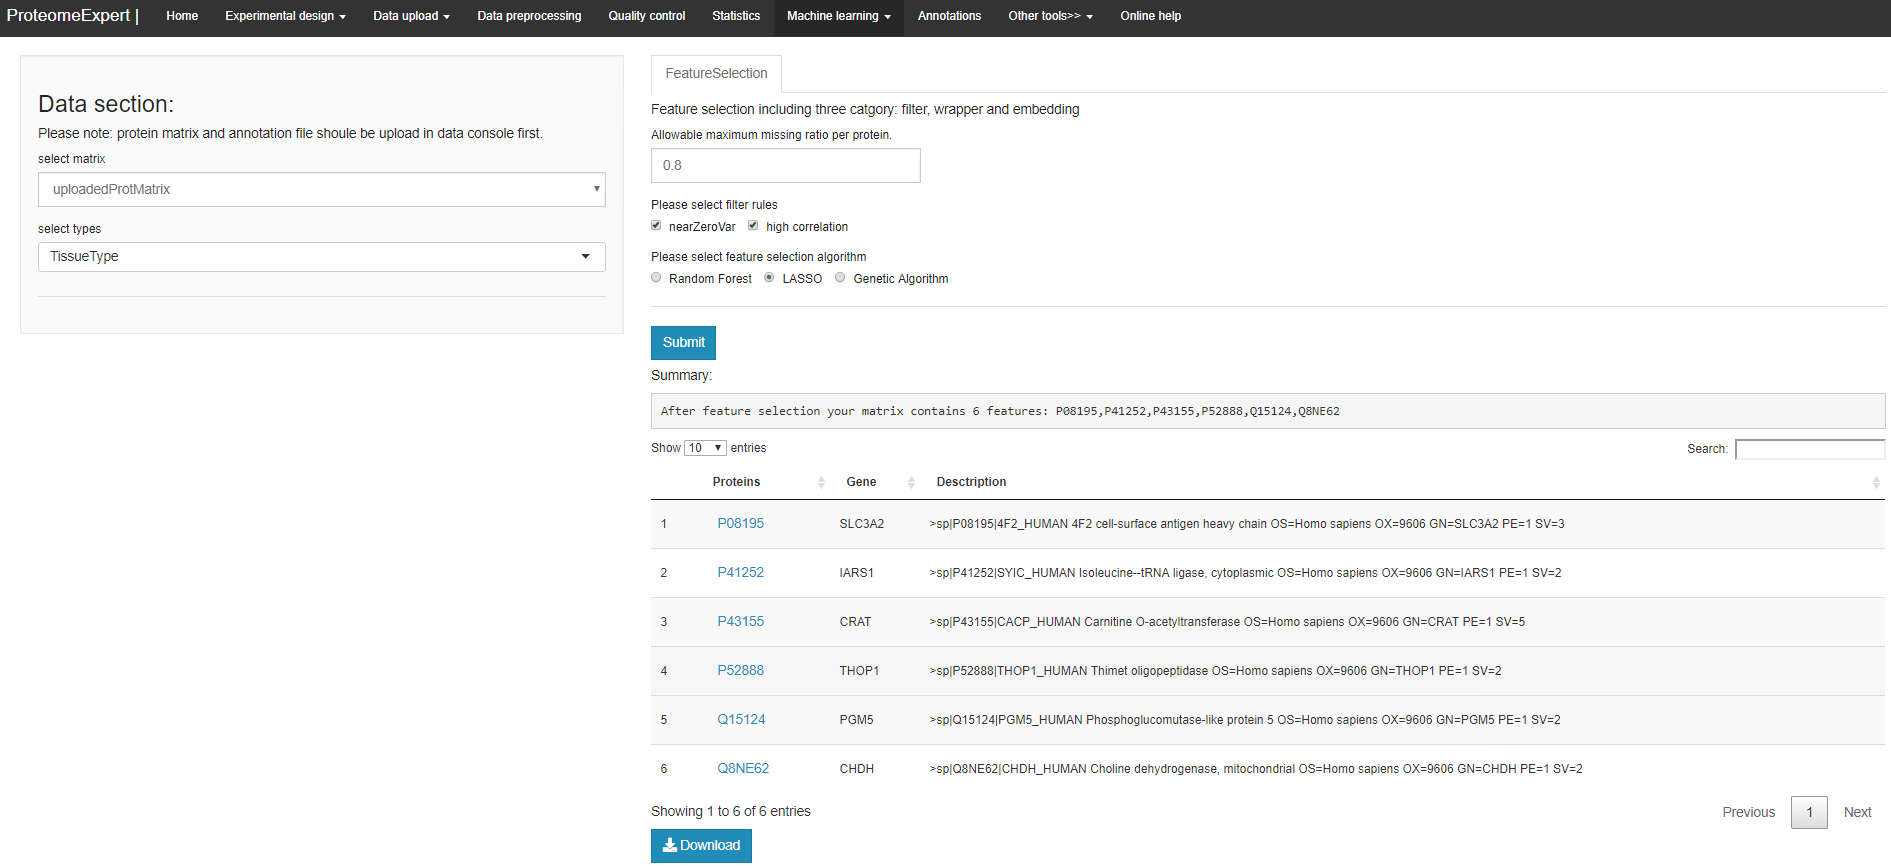 ProteomeExpert | Home Experimental design Data upload Data preprocessing Quality control Statistics Machine learning Annotations Other tools>> Online help
Data section:
Please note: protein matrix and annotation file shoule be upload in data console first.
select matrix
uploadedProtMatrix
select types
TissueType
FeatureSelection
Feature selection including three catgory: filter, wrapper and embedding
Allowable maximum missing ratio per protein.
0.8
Please select filter rules
nearZeroVar high correlation
Please select feature selection algorithm
Random Forest LASSO Genetic Algorithm
Submit
Summary:
After feature selection your matrix contains 6 features: P08195,P41252,P43155,P52888,Q15124,Q8NE62
Show 10 entries Search:
Proteins Gene Desctription
1 P08195 SLC3A2 >sp|P08195|4F2_HUMAN 4F2 cell-surface antigen heavy chain OS=Homo sapiens OX=9606 GN=SLC3A2 PE=1 SV=3
2 P41252 IARS1 >sp|P41252|SYIC_HUMAN Isoleucine--tRNA ligase, cytoplasmic OS=Homo sapiens OX=9606 GN=IARS1 PE=1 SV=2
3 P43155 CRAT >sp|P43155|CACP_HUMAN Carnitine O-acetyltransferase OS=Homo sapiens OX=9606 GN=CRAT PE=1 SV=5
4 P52888 THOP1 >sp|P52888|THOP1_HUMAN Thimet oligopeptidase OS=Homo sapiens OX=9606 GN=THOP1 PE=1 SV=2
5 Q15124 PGM5 >sp|Q15124|PGM5_HUMAN Phosphoglucomutase-like protein 5 OS=Homo sapiens OX=9606 GN=PGM5 PE=1 SV=2
6 Q8NE62 CHDH >sp|Q8NE62|CHDH_HUMAN Choline dehydrogenase, mitochondrial OS=Homo sapiens OX=9606 GN=CHDH PE=1 SV=2
Showing 1 to 6 of 6 entries Previous 1 Next
Download